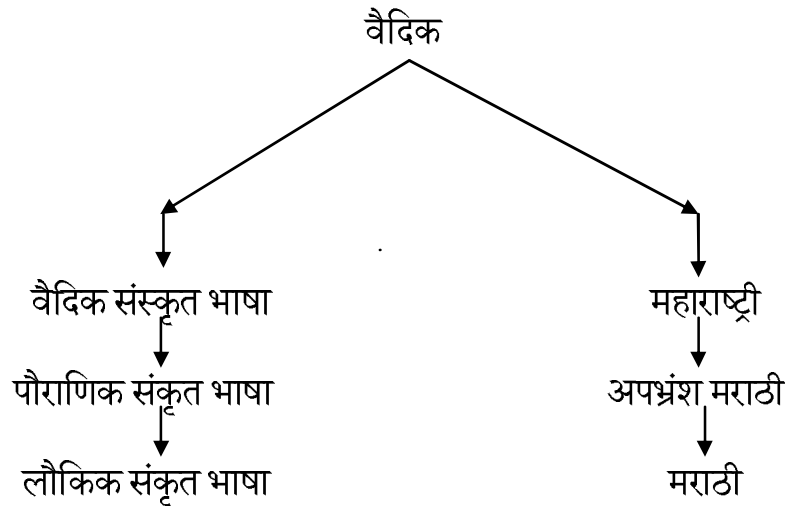 वैदिक
वैदिक संस्कृत भाषा
महाराष्ट्री
पौराणिक संकृत भाषा
अपभ्रंश मराठी
लौकिक संकृत भाषा
मराठी